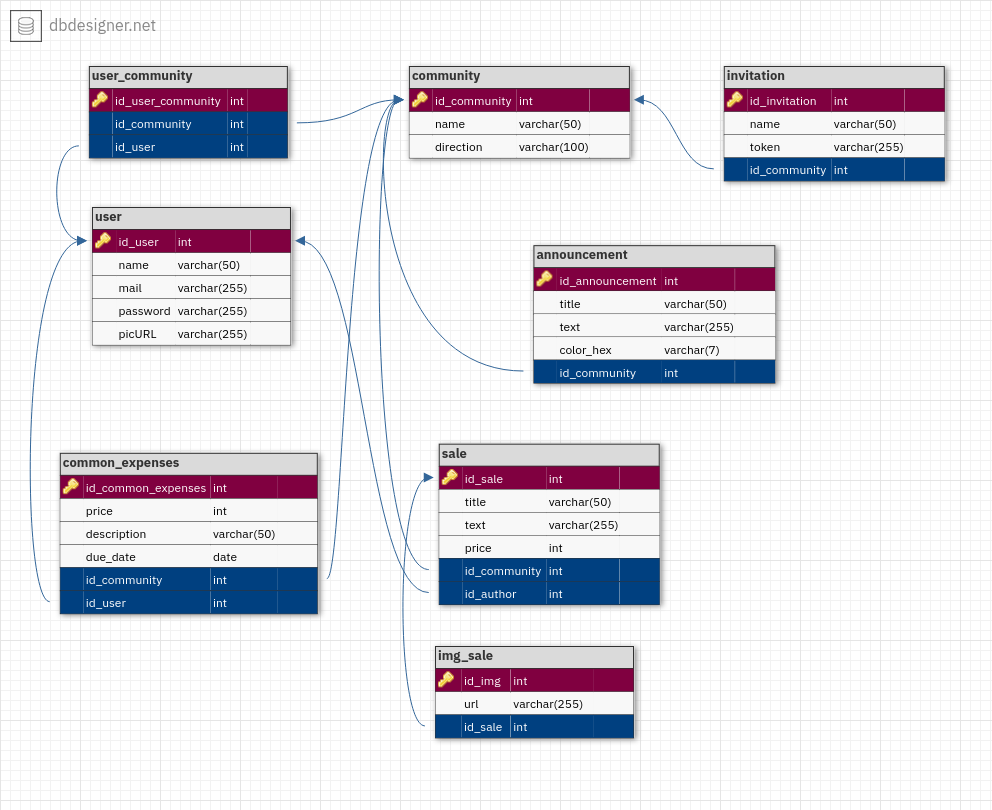 dbdesigner.net
user_community
id_user_community int
id_community int
id_user int
community
id_community int
name varchar(50)
direction varchar(100)
invitation
id_invitation int
name varchar(50)
token varchar(255)
id_community int
user
id_user int
name varchar(50)
mail varchar(255)
password varchar(255)
picURL varchar(255)
announcement
id_announcement int
title varchar(50)
text varchar(255)
color_hex varchar(7)
id_community int
common_expenses
id_common_expenses int
price int
description varchar(50)
due_date date
id_community int
id_user int
sale
id_sale int
title varchar(50)
text varchar(255)
price int
id_community int
id_author int
img_sale
id_img int
url varchar(255)
id_sale int